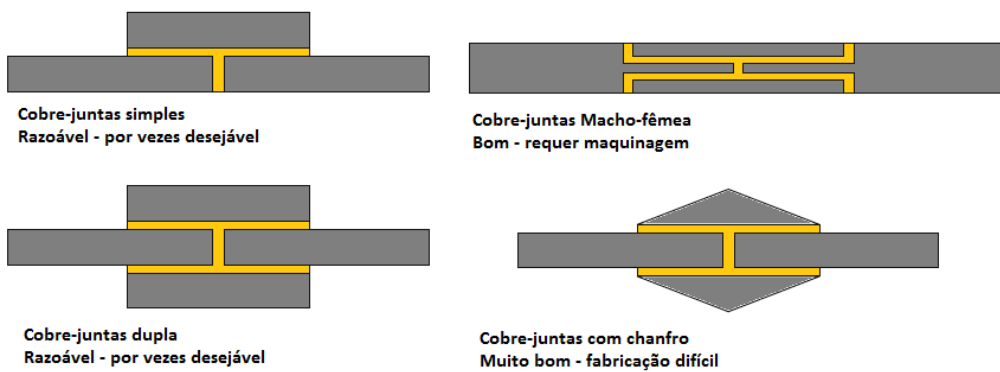 Cobre-juntas simples
Razoável - por vezes desejável
Cobre-juntas Macho-fêmea
Bom - requer maquinagem
Cobre-juntas dupla
Razoável - por vezes desejável
Cobre-juntas com chanfro
Muito bom - fabricação difícil